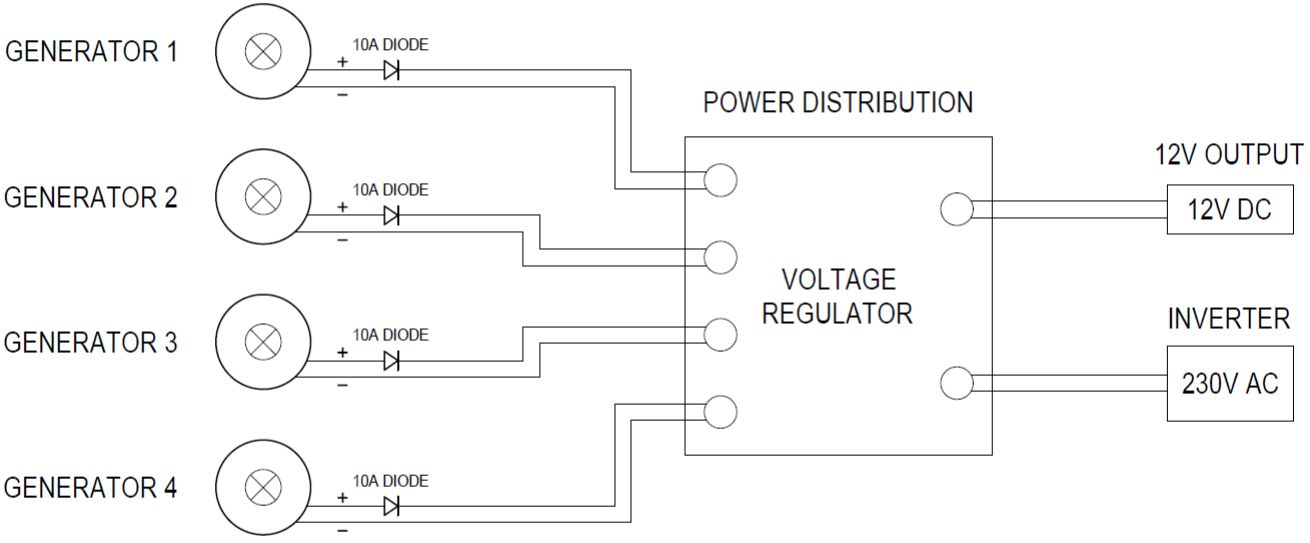 GENERATOR 1
+
10A DIODE
–
POWER DISTRIBUTION
12V OUTPUT
12V DC
GENERATOR 2
+
10A DIODE
–
VOLTAGE
REGULATOR
GENERATOR 3
+
10A DIODE
–
INVERTER
230V AC
GENERATOR 4
+
10A DIODE
–